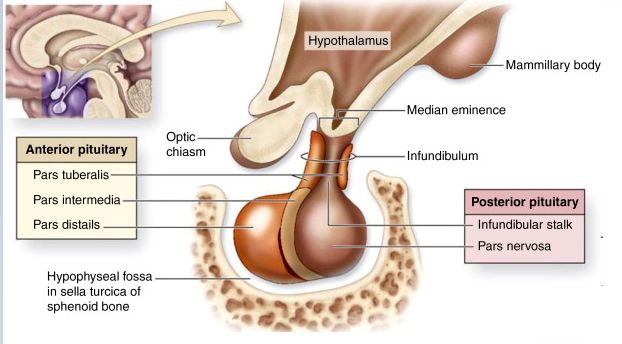 Hypothalamus
Mammillary body
Median eminence
Optic
chiasm
Infundibulum
Anterior pituitary
Pars tuberalis
Pars intermedia
Pars distails
Posterior pituitary
Infundibular stalk
Pars nervosa
Hypophyseal fossa
in sella turcica of
sphenoid bone